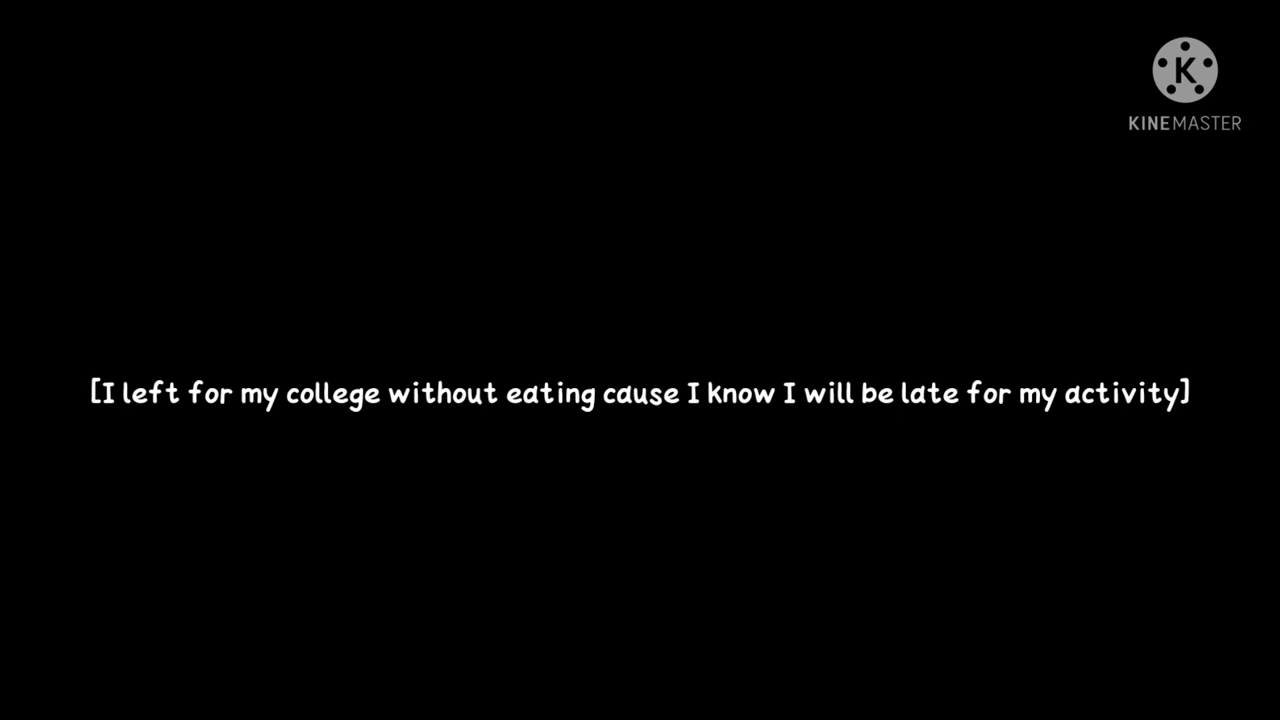 K
KINEMASTER
[I left for my college without eating cause I know I will be late for my activity]